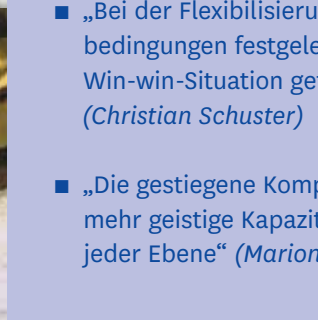 ■ „Bei der Flexibilisieru
bedingungen festgele
Win-win-Situation ge
(Christian Schuster)
■ „Die gestiegene Komp
mehr geistige Kapazit
jeder Ebene“ (Marion